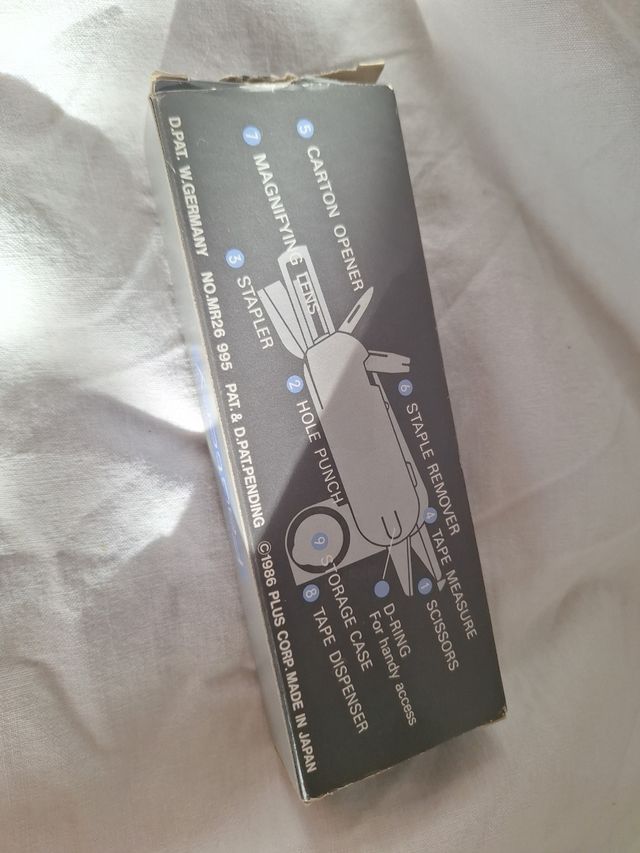 5 CARTON OPENER
7 MAGNIFYING LENS
3 STAPLER
6 STAPLE REMOVER
2 HOLE PUNCH
4 TAPE MEASURE
1 SCISSORS
D-RING
For handy access
9 STORAGE CASE
8 TAPE DISPENSER
D.PAT. W.GERMANY NO.MR26 995 PAT. & D.PAT.PENDING ©1986 PLUS CORP. MADE IN JAPAN